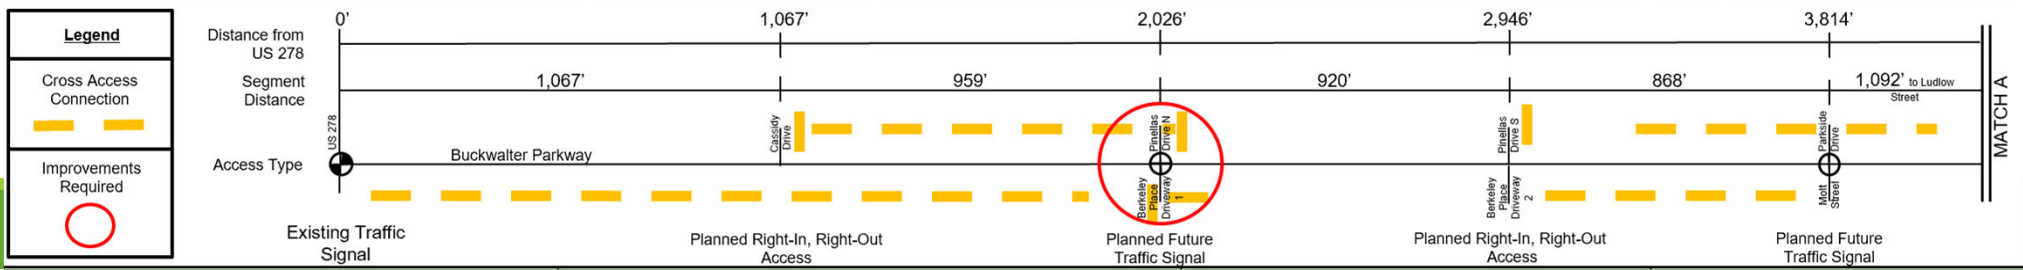 Legend
Cross Access
Connection
Improvements
Required
Distance from
US 278
0’
1,067’
2,026’
2,946’
3,814’
Segment
Distance
1,067’
959’
920’
868’
1,092’ to Ludlow
Street
US 278
Cassidy
Drive
Pinellas
Drive N
Pinellas
Drive S
Parkside
Drive
MATCH A
Access Type
Buckwalter Parkway
Berkeley
Place
Driveway
1
Berkeley
Place
Driveway
2
Mott
Street
Existing Traffic
Signal
Planned Right-In, Right-Out
Access
Planned Future
Traffic Signal
Planned Right-In, Right-Out
Access
Planned Future
Traffic Signal